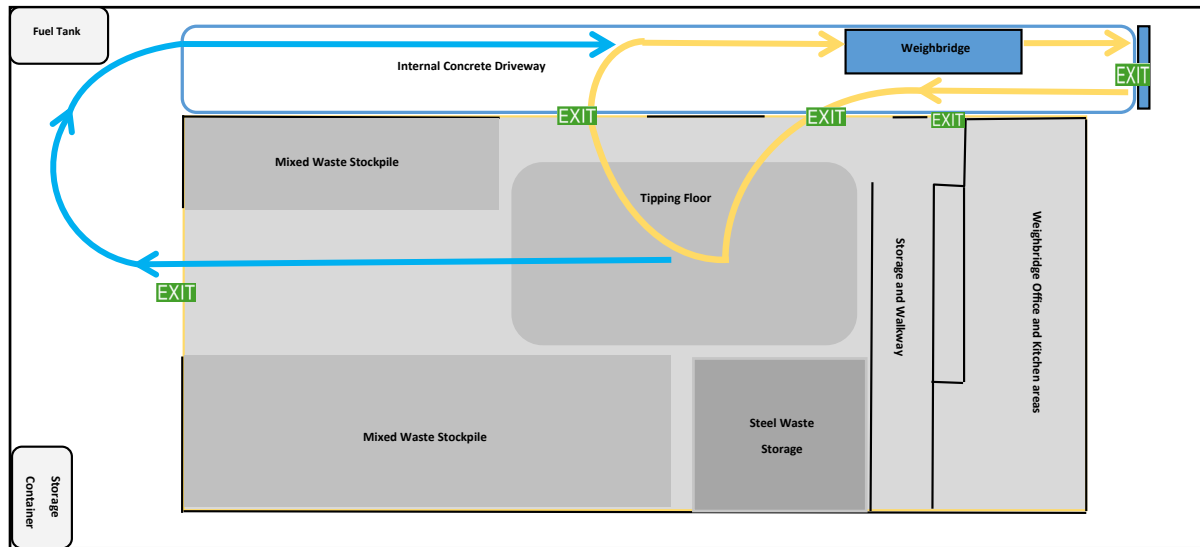 Fuel Tank
Weighbridge
Internal Concrete Driveway
EXIT
EXIT
EXIT
EXIT
Mixed Waste Stockpile
Tipping Floor
Storage and Walkway
Weighbridge Office and Kitchen areas
EXIT
Mixed Waste Stockpile
Steel Waste
Storage
Storage
Container